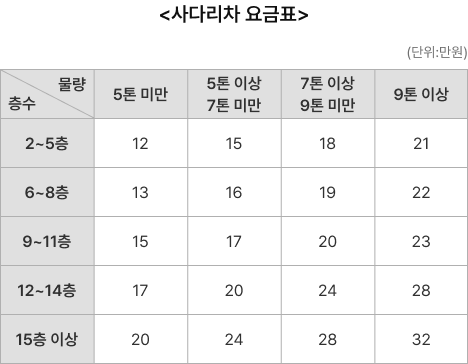 <사다리차 요금표>
(단위:만원)
물량
층수
5톤 미만
5톤 이상
7톤 미만
7톤 이상
9톤 미만
9톤 이상
2~5층 12 15 18 21
6~8층 13 16 19 22
9~11층 15 17 20 23
12~14층 17 20 24 28
15층 이상 20 24 28 32